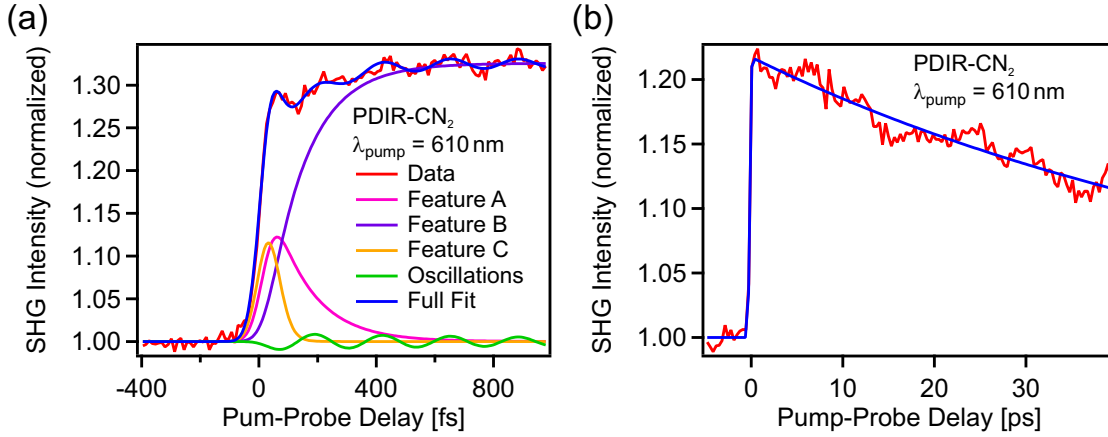 (a)
SHG Intensity (normalized)
1.30
1.25
1.20
1.15
1.10
1.05
1.00
PDIR-CN₂
λpump = 610 nm
Data
Feature A
Feature B
Feature C
Oscillations
Full Fit
-400
0
400
800
Pum-Probe Delay [fs]
(b)
SHG Intensity (normalized)
1.20
1.15
1.10
1.05
1.00
PDIR-CN₂
λpump = 610 nm
0
10
20
30
Pump-Probe Delay [ps]